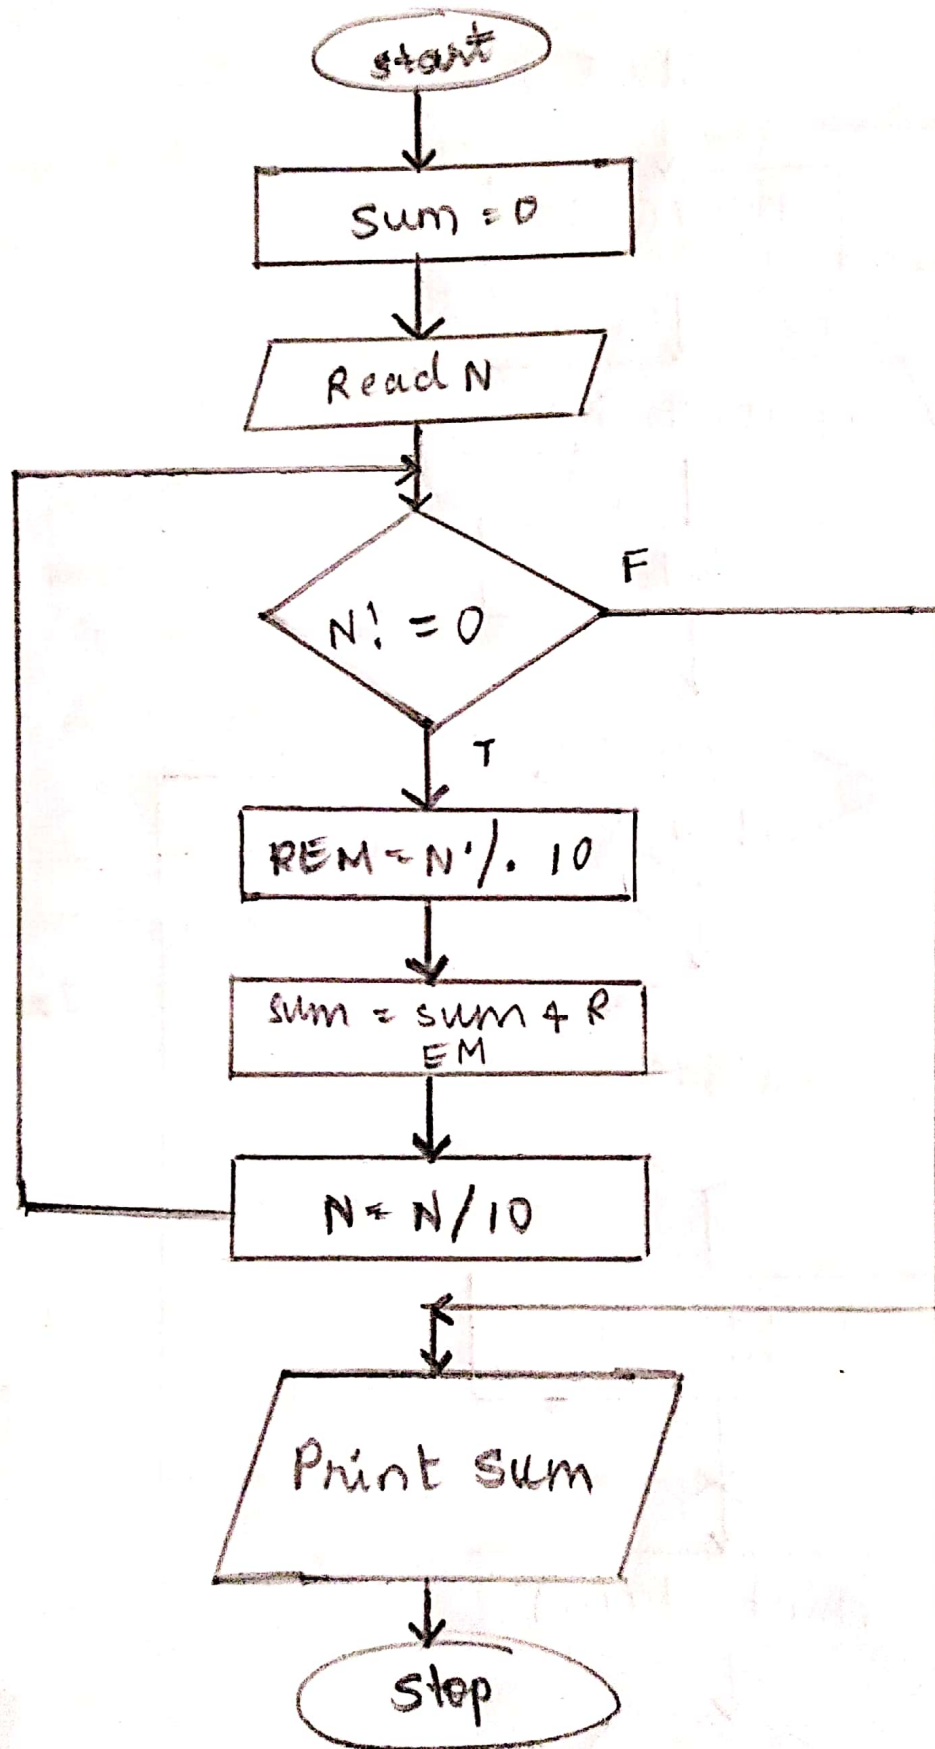 start
Sum = 0
Read N
N! = 0
F
T
REM = N % 10
sum = sum + R
EM
N = N / 10
Print Sum
Stop